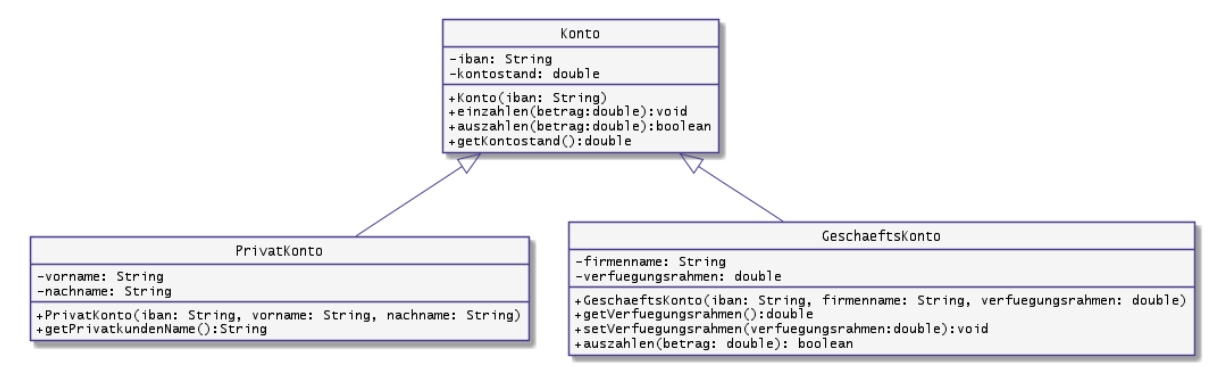 Konto
-iban: String
-kontostand: double
+Konto(iban: String)
+einzahlen(betrag:double):void
+auszahlen(betrag:double):boolean
+getKontostand():double
PrivatKonto
-vorname: String
-nachname: String
+PrivatKonto(iban: String, vorname: String, nachname: String)
+getPrivatkundenName():String
GeschaeftsKonto
-firmenname: String
-verfuegungsrahmen: double
+GeschaeftsKonto(iban: String, firmenname: String, verfuegungsrahmen: double)
+getVerfuegungsrahmen():double
+setVerfuegungsrahmen(verfuegungsrahmen:double):void
+auszahlen(betrag: double): boolean